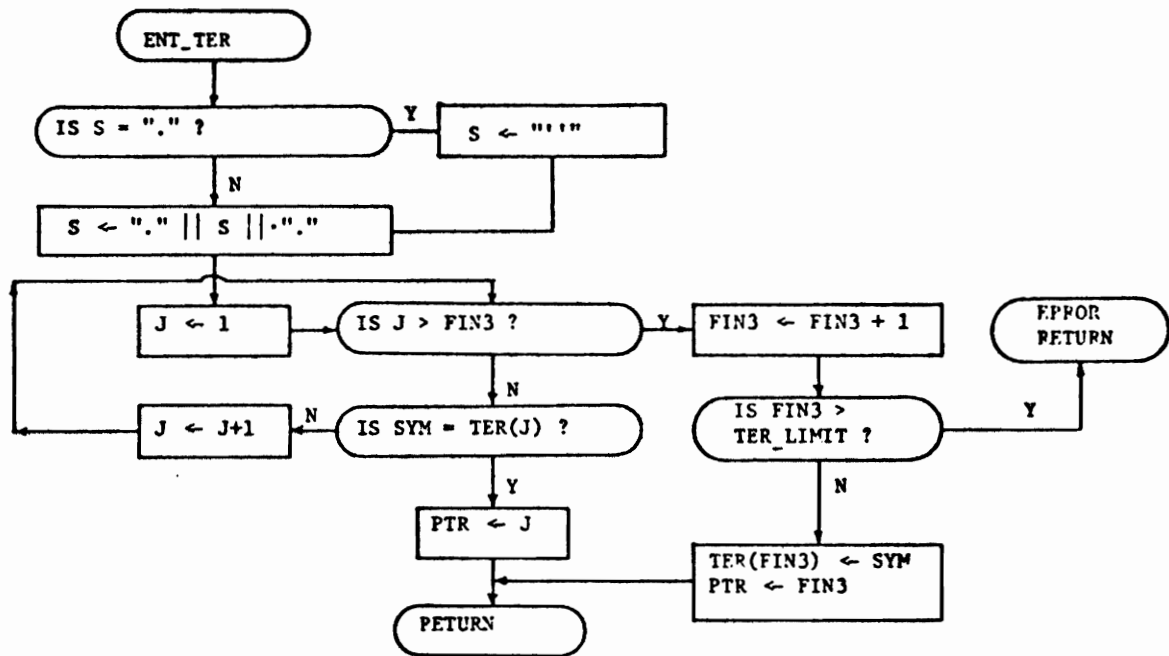 ENT_TER
IS S = "." ?
Y
S ← "''"
N
S ← "." || S ||·"."
J ← 1
IS J > FIN3 ?
Y
FIN3 ← FIN3 + 1
EPPOR
RETURN
N
J ← J+1
N
IS SYM = TER(J) ?
IS FIN3 >
TER_LIMIT ?
Y
Y
N
PTR ← J
TER(FIN3) ← SYM
PTR ← FIN3
PETURN